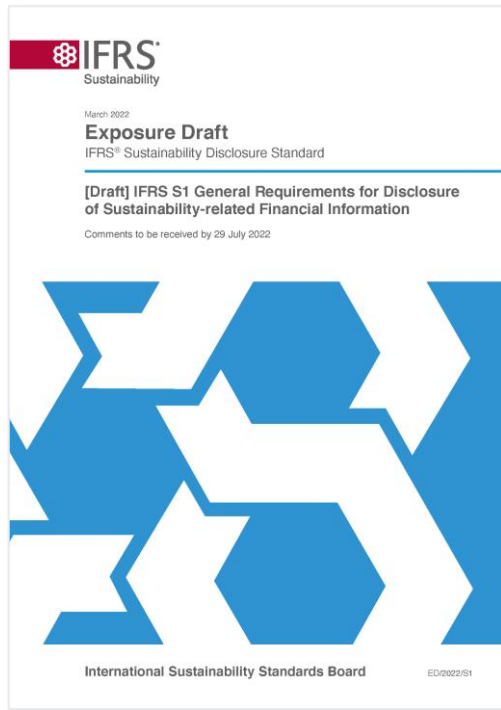 IFRS®
Sustainability
March 2022
Exposure Draft
IFRS® Sustainability Disclosure Standard
[Draft] IFRS S1 General Requirements for Disclosure
of Sustainability-related Financial Information
Comments to be received by 29 July 2022
International Sustainability Standards Board
ED/2022/S1